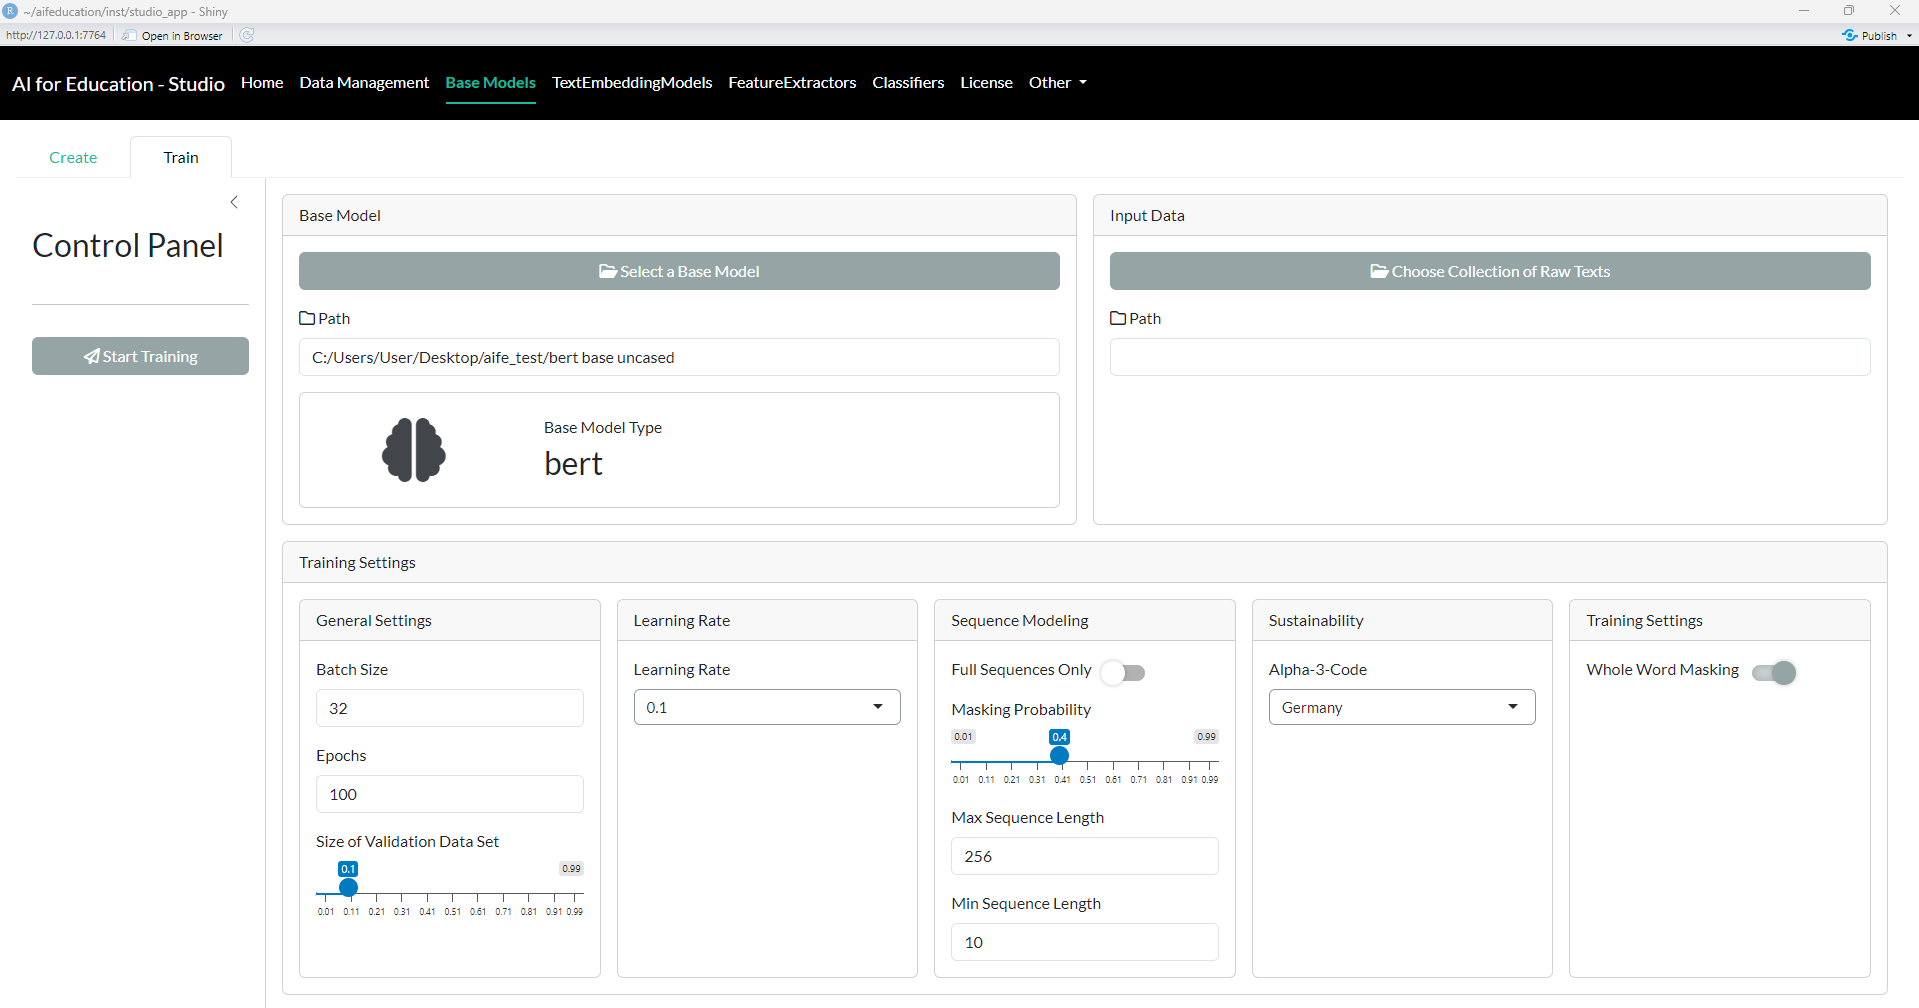 ~/aifeducation/inst/studio_app - Shiny
http://127.0.0.1:7764 Open in Browser Publish
AI for Education - Studio Home Data Management Base Models TextEmbeddingModels FeatureExtractors Classifiers License Other
Create Train
Control Panel
Start Training
Base Model
Select a Base Model
Path
C:/Users/User/Desktop/aife_test/bert base uncased
Base Model Type
bert
Input Data
Choose Collection of Raw Texts
Path
Training Settings
General Settings
Batch Size
32
Epochs
100
Size of Validation Data Set
0.1 0.99
0.01 0.11 0.21 0.31 0.41 0.51 0.61 0.71 0.81 0.91 0.99
Learning Rate
Learning Rate
0.1
Sequence Modeling
Full Sequences Only
Masking Probability
0.01 0.4 0.99
0.01 0.11 0.21 0.31 0.41 0.51 0.61 0.71 0.81 0.91 0.99
Max Sequence Length
256
Min Sequence Length
10
Sustainability
Alpha-3-Code
Germany
Training Settings
Whole Word Masking